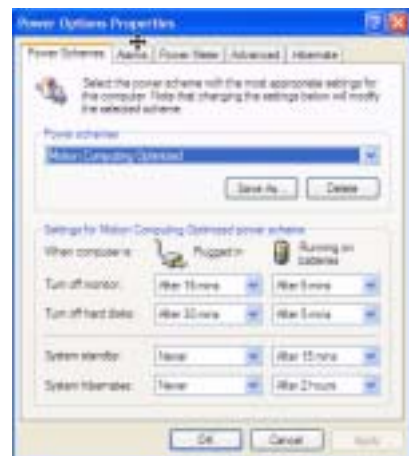 Power Options Properties
Power Schemes Alarms Power Meter Advanced Hibernate
Select the power scheme with the most appropriate settings for
this computer. Note that changing the settings below will modify
the selected scheme.
Power schemes
Motion Computing Optimized
Save As... Delete
Settings for Motion Computing Optimized power scheme
When computer is: Plugged in Running on
batteries
Turn off monitor: After 15 mins After 5 mins
Turn off hard disks: After 30 mins After 5 mins
System standby: Never After 15 mins
System hibernates: Never After 2 hours
OK Cancel Apply